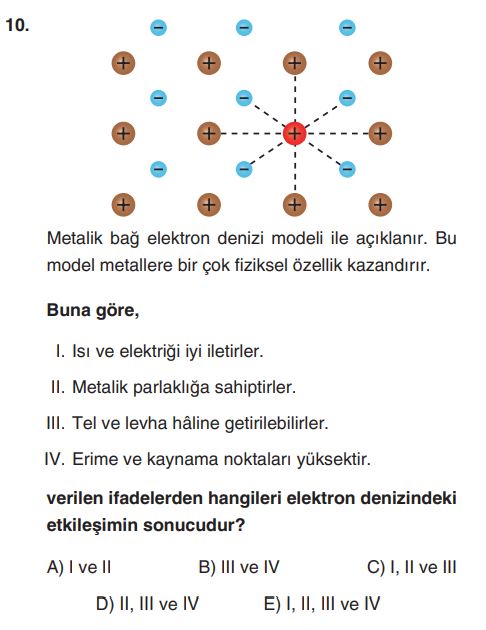 10.
− − −
+ + + +
− − −
+ + + +
− − −
+ + + +
Metalik bağ elektron denizi modeli ile açıklanır. Bu
model metallere bir çok fiziksel özellik kazandırır.
Buna göre,
I. Isı ve elektriği iyi iletirler.
II. Metalik parlaklığa sahiptirler.
III. Tel ve levha hâline getirilebilirler.
IV. Erime ve kaynama noktaları yüksektir.
verilen ifadelerden hangileri elektron denizindeki
etkileşimin sonucudur?
A) I ve II B) III ve IV C) I, II ve III
D) II, III ve IV E) I, II, III ve IV